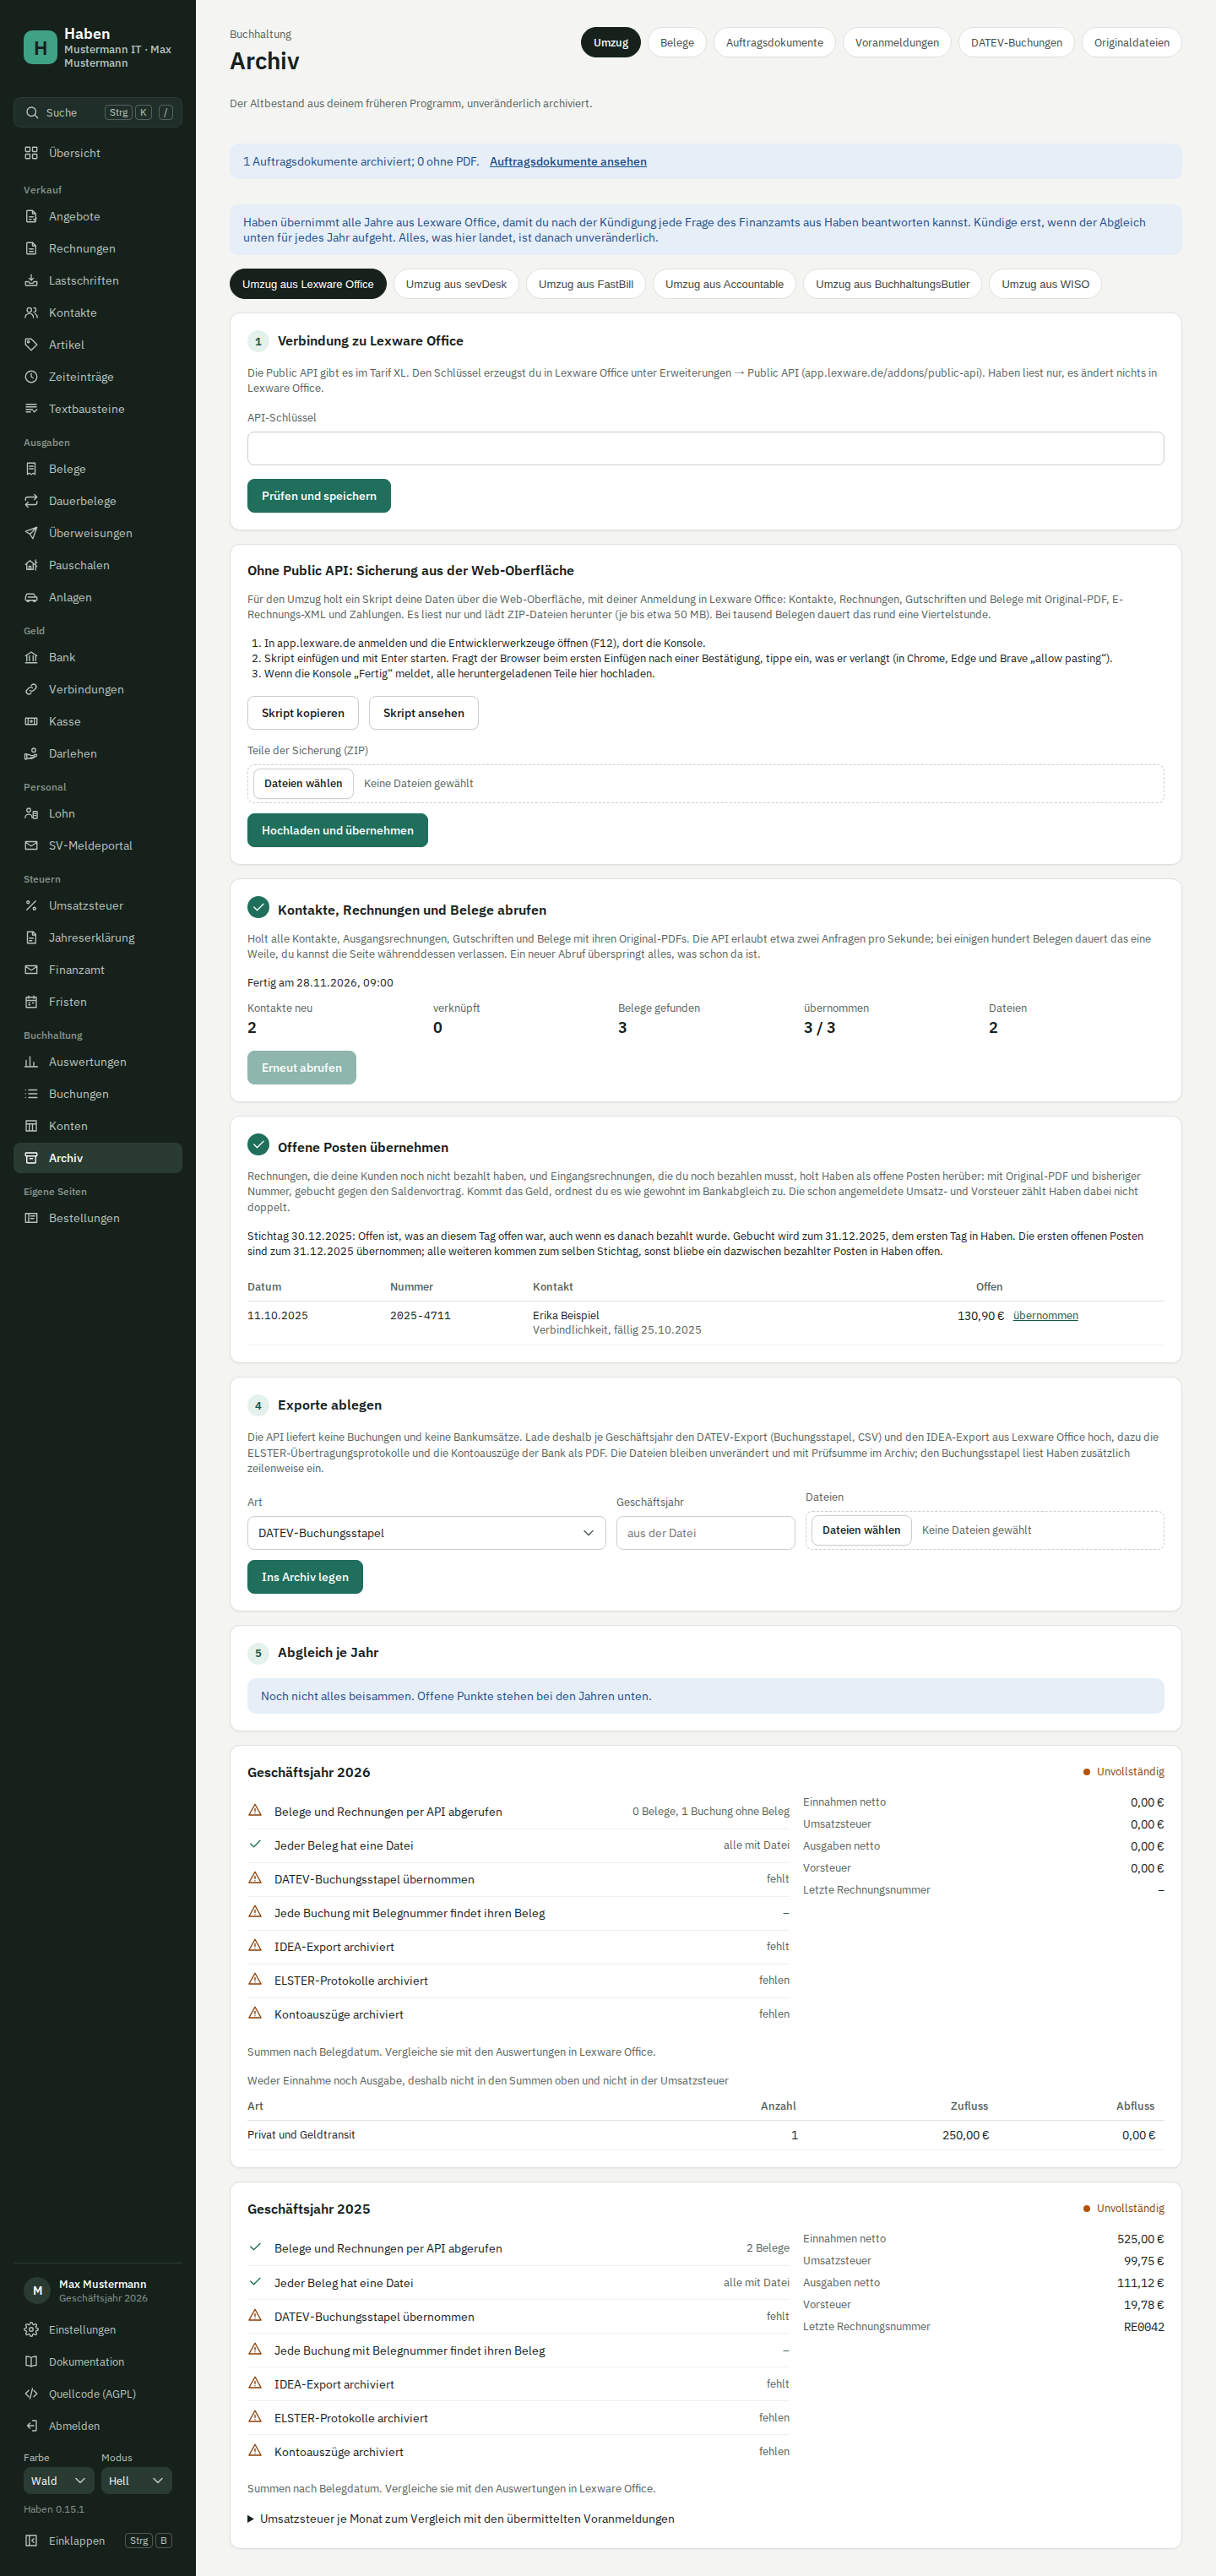 H
Haben
Mustermann IT · Max
Mustermann
Suche Strg K /
Übersicht
Verkauf
Angebote
Rechnungen
Lastschriften
Kontakte
Artikel
Zeiteinträge
Textbausteine
Ausgaben
Belege
Dauerbelege
Überweisungen
Pauschalen
Anlagen
Geld
Bank
Verbindungen
Kasse
Darlehen
Personal
Lohn
SV-Meldeportal
Steuern
Umsatzsteuer
Jahreserklärung
Finanzamt
Fristen
Buchhaltung
Auswertungen
Buchungen
Konten
Archiv
Eigene Seiten
Bestellungen
M
Max Mustermann
Geschäftsjahr 2026
Einstellungen
Dokumentation
Quellcode (AGPL)
Abmelden
Farbe Modus
Wald Hell
Haben 0.15.1
Einklappen Strg B
Buchhaltung
Archiv
Umzug Belege Auftragsdokumente Voranmeldungen DATEV-Buchungen Originaldateien
Der Altbestand aus deinem früheren Programm, unveränderlich archiviert.
1 Auftragsdokumente archiviert; 0 ohne PDF. Auftragsdokumente ansehen
Haben übernimmt alle Jahre aus Lexware Office, damit du nach der Kündigung jede Frage des Finanzamts aus Haben beantworten kannst. Kündige erst, wenn der Abgleich
unten für jedes Jahr aufgeht. Alles, was hier landet, ist danach unveränderlich.
Umzug aus Lexware Office Umzug aus sevDesk Umzug aus FastBill Umzug aus Accountable Umzug aus BuchhaltungsButler Umzug aus WISO
1 Verbindung zu Lexware Office
Die Public API gibt es im Tarif XL. Den Schlüssel erzeugst du in Lexware Office unter Erweiterungen → Public API (app.lexware.de/addons/public-api). Haben liest nur, es ändert nichts in
Lexware Office.
API-Schlüssel
Prüfen und speichern
Ohne Public API: Sicherung aus der Web-Oberfläche
Für den Umzug holt ein Skript deine Daten über die Web-Oberfläche, mit deiner Anmeldung in Lexware Office: Kontakte, Rechnungen, Gutschriften und Belege mit Original-PDF, E-
Rechnungs-XML und Zahlungen. Es liest nur und lädt ZIP-Dateien herunter (je bis etwa 50 MB). Bei tausend Belegen dauert das rund eine Viertelstunde.
1. In app.lexware.de anmelden und die Entwicklerwerkzeuge öffnen (F12), dort die Konsole.
2. Skript einfügen und mit Enter starten. Fragt der Browser beim ersten Einfügen nach einer Bestätigung, tippe ein, was er verlangt (in Chrome, Edge und Brave „allow pasting“).
3. Wenn die Konsole „Fertig“ meldet, alle heruntergeladenen Teile hier hochladen.
Skript kopieren Skript ansehen
Teile der Sicherung (ZIP)
Dateien wählen Keine Dateien gewählt
Hochladen und übernehmen
Kontakte, Rechnungen und Belege abrufen
Holt alle Kontakte, Ausgangsrechnungen, Gutschriften und Belege mit ihren Original-PDFs. Die API erlaubt etwa zwei Anfragen pro Sekunde; bei einigen hundert Belegen dauert das eine
Weile, du kannst die Seite währenddessen verlassen. Ein neuer Abruf überspringt alles, was schon da ist.
Fertig am 28.11.2026, 09:00
Kontakte neu verknüpft Belege gefunden übernommen Dateien
2 0 3 3 / 3 2
Erneut abrufen
Offene Posten übernehmen
Rechnungen, die deine Kunden noch nicht bezahlt haben, und Eingangsrechnungen, die du noch bezahlen musst, holt Haben als offene Posten herüber: mit Original-PDF und bisheriger
Nummer, gebucht gegen den Saldenvortrag. Kommt das Geld, ordnest du es wie gewohnt im Bankabgleich zu. Die schon angemeldete Umsatz- und Vorsteuer zählt Haben dabei nicht
doppelt.
Stichtag 30.12.2025: Offen ist, was an diesem Tag offen war, auch wenn es danach bezahlt wurde. Gebucht wird zum 31.12.2025, dem ersten Tag in Haben. Die ersten offenen Posten
sind zum 31.12.2025 übernommen; alle weiteren kommen zum selben Stichtag, sonst bliebe ein dazwischen bezahlter Posten in Haben offen.
Datum Nummer Kontakt Offen
11.10.2025 2025-4711 Erika Beispiel 130,90 € übernommen
Verbindlichkeit, fällig 25.10.2025
4 Exporte ablegen
Die API liefert keine Buchungen und keine Bankumsätze. Lade deshalb je Geschäftsjahr den DATEV-Export (Buchungsstapel, CSV) und den IDEA-Export aus Lexware Office hoch, dazu die
ELSTER-Übertragungsprotokolle und die Kontoauszüge der Bank als PDF. Die Dateien bleiben unverändert und mit Prüfsumme im Archiv; den Buchungsstapel liest Haben zusätzlich
zeilenweise ein.
Art Geschäftsjahr Dateien
DATEV-Buchungsstapel aus der Datei Dateien wählen Keine Dateien gewählt
Ins Archiv legen
5 Abgleich je Jahr
Noch nicht alles beisammen. Offene Punkte stehen bei den Jahren unten.
Geschäftsjahr 2026 Unvollständig
Belege und Rechnungen per API abgerufen 0 Belege, 1 Buchung ohne Beleg
Jeder Beleg hat eine Datei alle mit Datei
DATEV-Buchungsstapel übernommen fehlt
Jede Buchung mit Belegnummer findet ihren Beleg –
IDEA-Export archiviert fehlt
ELSTER-Protokolle archiviert fehlen
Kontoauszüge archiviert fehlen
Einnahmen netto 0,00 €
Umsatzsteuer 0,00 €
Ausgaben netto 0,00 €
Vorsteuer 0,00 €
Letzte Rechnungsnummer –
Summen nach Belegdatum. Vergleiche sie mit den Auswertungen in Lexware Office.
Weder Einnahme noch Ausgabe, deshalb nicht in den Summen oben und nicht in der Umsatzsteuer
Art Anzahl Zufluss Abfluss
Privat und Geldtransit 1 250,00 € 0,00 €
Geschäftsjahr 2025 Unvollständig
Belege und Rechnungen per API abgerufen 2 Belege
Jeder Beleg hat eine Datei alle mit Datei
DATEV-Buchungsstapel übernommen fehlt
Jede Buchung mit Belegnummer findet ihren Beleg –
IDEA-Export archiviert fehlt
ELSTER-Protokolle archiviert fehlen
Kontoauszüge archiviert fehlen
Einnahmen netto 525,00 €
Umsatzsteuer 99,75 €
Ausgaben netto 111,12 €
Vorsteuer 19,78 €
Letzte Rechnungsnummer RE0042
Summen nach Belegdatum. Vergleiche sie mit den Auswertungen in Lexware Office.
Umsatzsteuer je Monat zum Vergleich mit den übermittelten Voranmeldungen